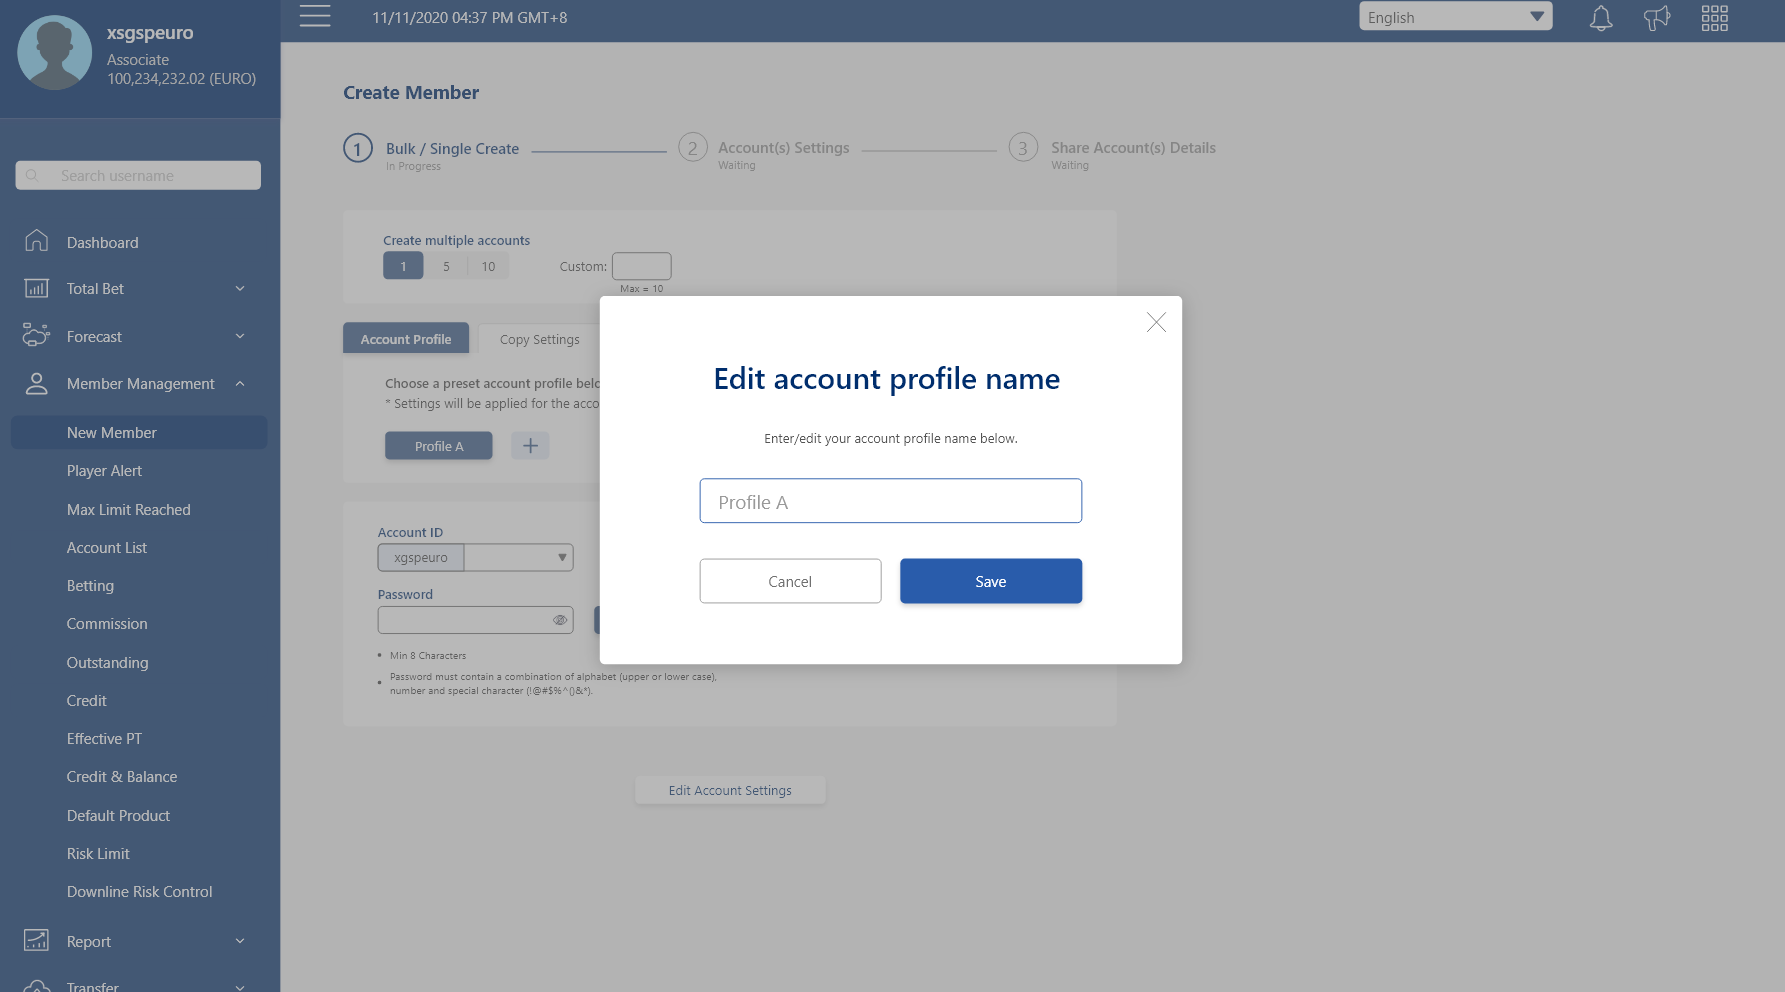 xsgspeuro
Associate
100,234,232.02 (EURO)
11/11/2020 04:37 PM GMT+8
English
Search username
Dashboard
Total Bet
Forecast
Member Management
New Member
Player Alert
Max Limit Reached
Account List
Betting
Commission
Outstanding
Credit
Effective PT
Credit & Balance
Default Product
Risk Limit
Downline Risk Control
Report
Transfer
Create Member
1 Bulk / Single Create
In Progress
2 Account(s) Settings
Waiting
3 Share Account(s) Details
Waiting
Create multiple accounts
1 5 10 Custom:
Max = 10
Account Profile Copy Settings
Choose a preset account profile
* Settings will be applied for the
Profile A +
Account ID
xgspeuro
Password
• Min 8 Characters
• Password must contain a combination of alphabet (upper or lower case),
number and special character (!@#$%^()&*).
Edit Account Settings
Edit account profile name
Enter/edit your account profile name below.
Profile A
Cancel Save